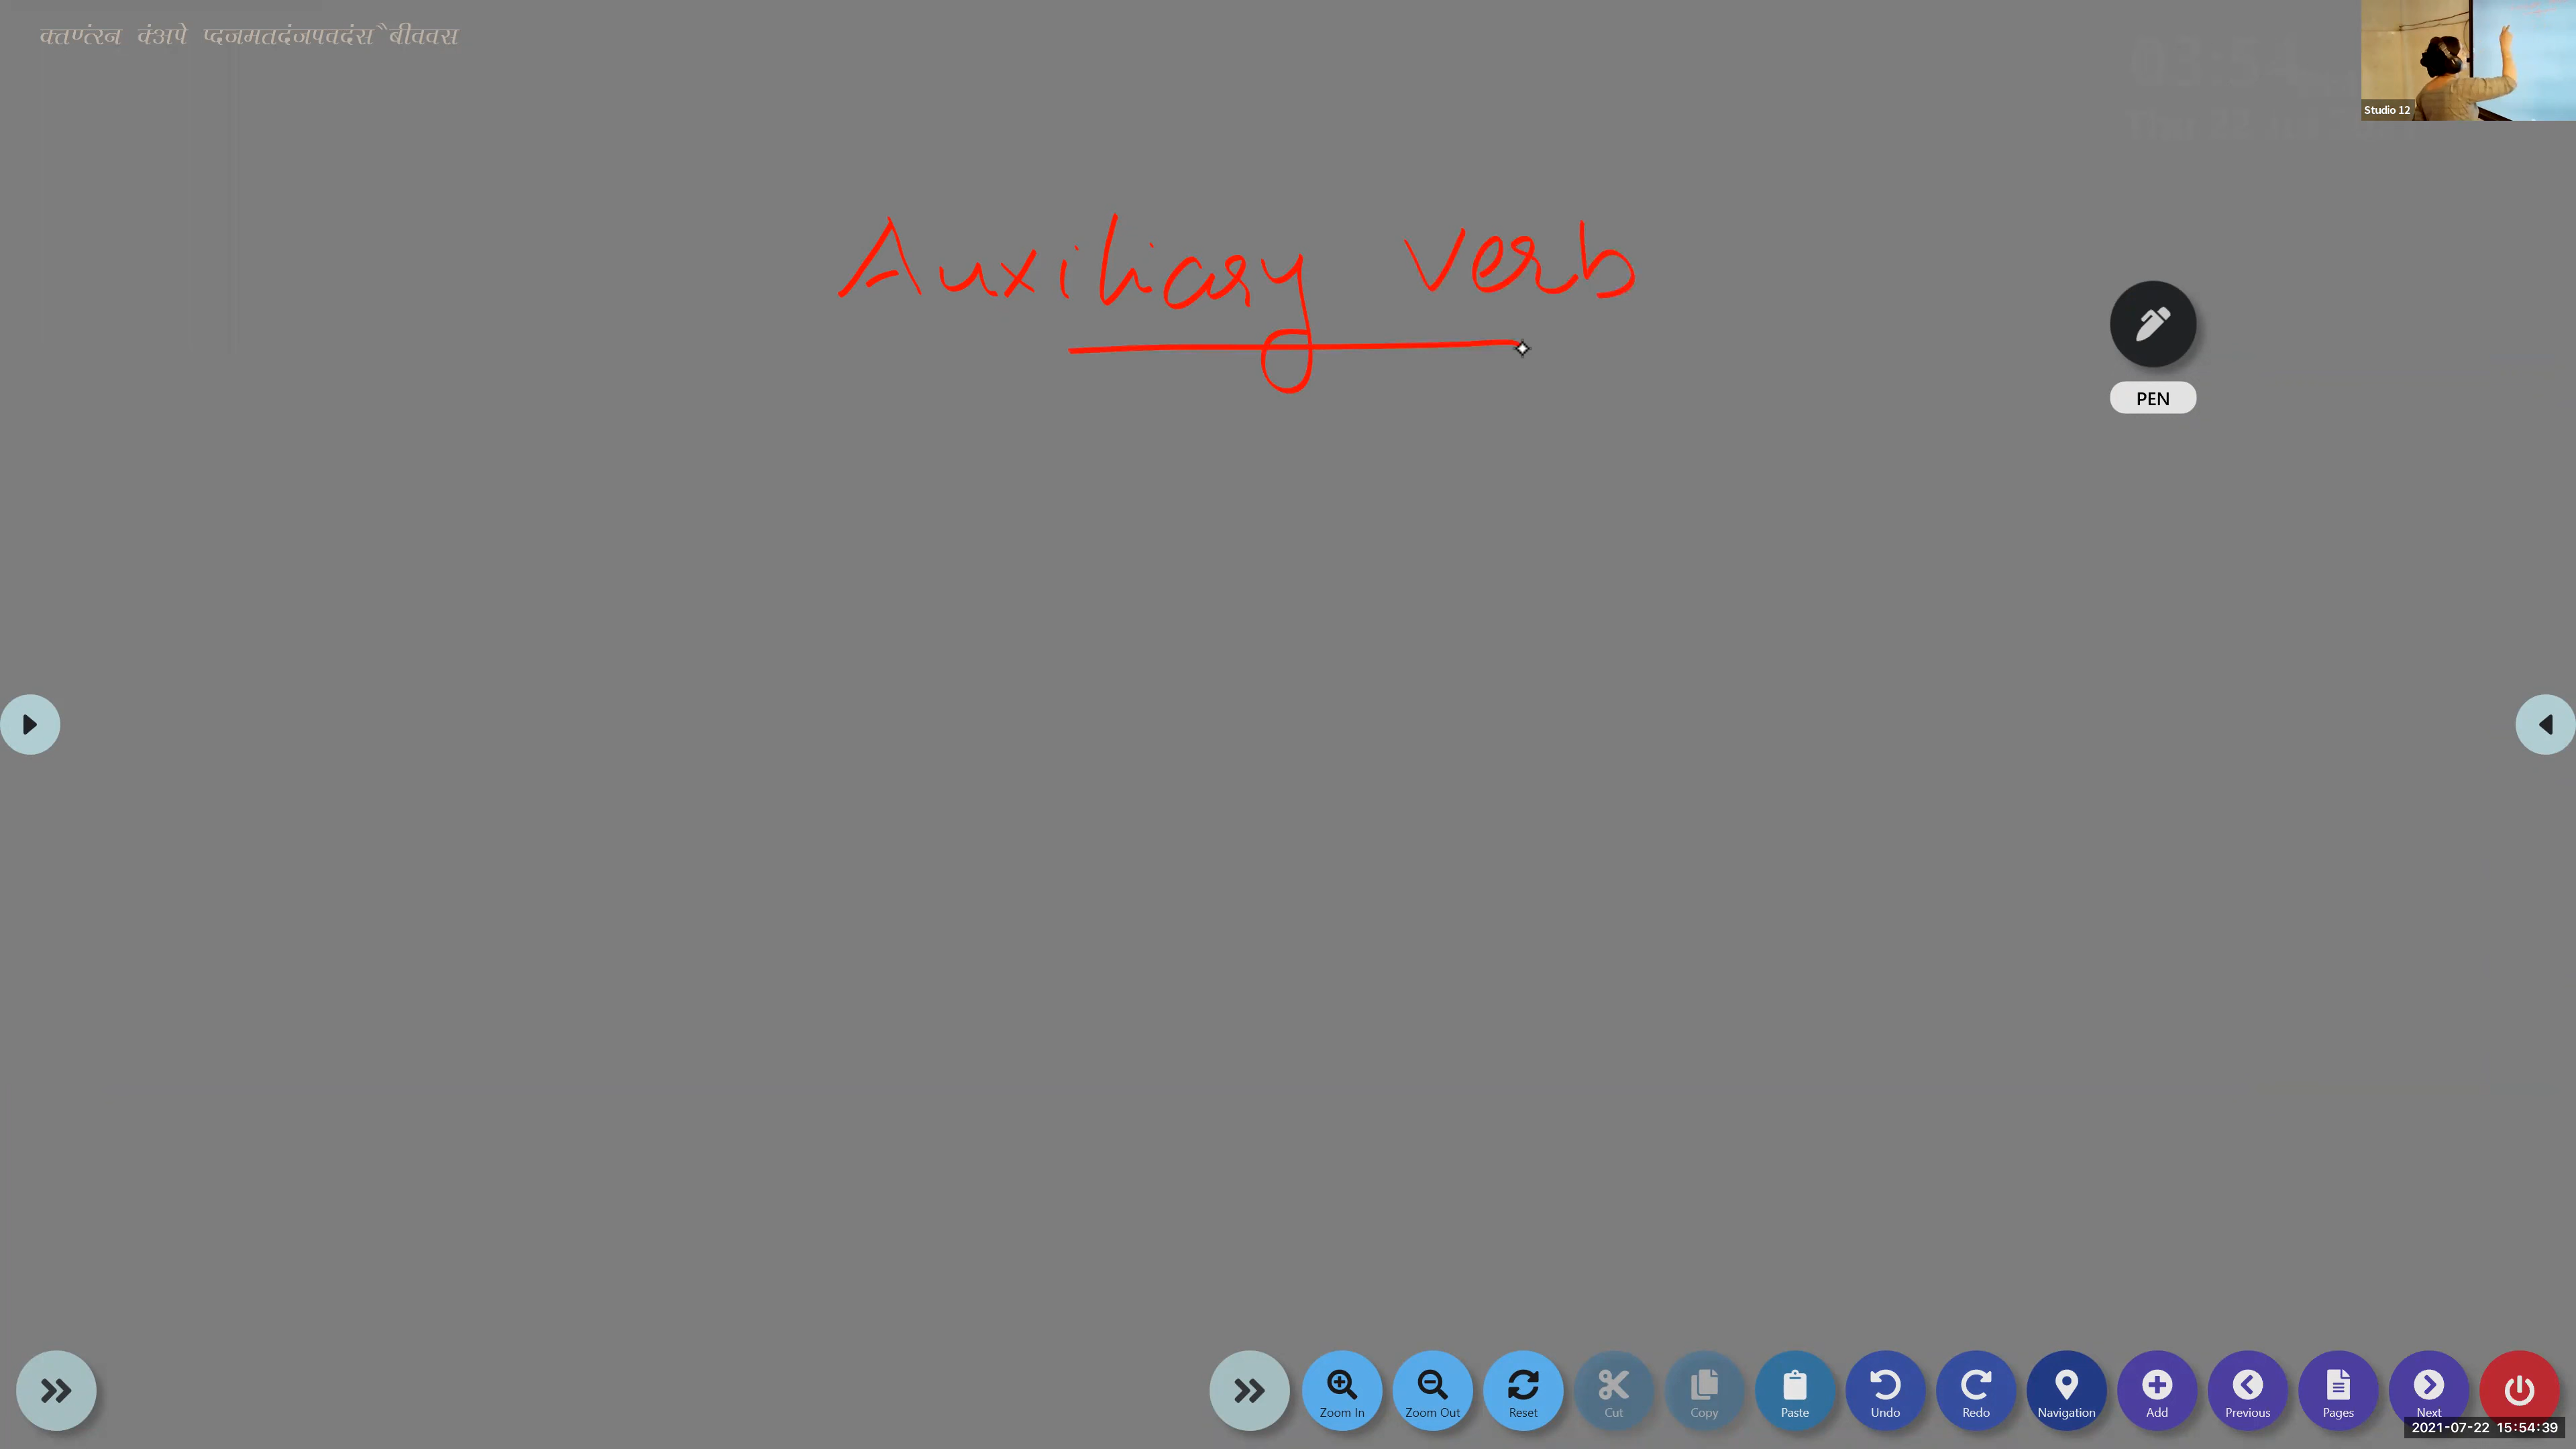 क्तण्त्ंरन क्ंअपे प्दजमतदंजपवदंस ैबीववस
Studio 12
Auxiliary verb
PEN
Zoom In Zoom Out Reset Cut Copy Paste Undo Redo Navigation Add Previous Pages Next
2021-07-22 15:54:39